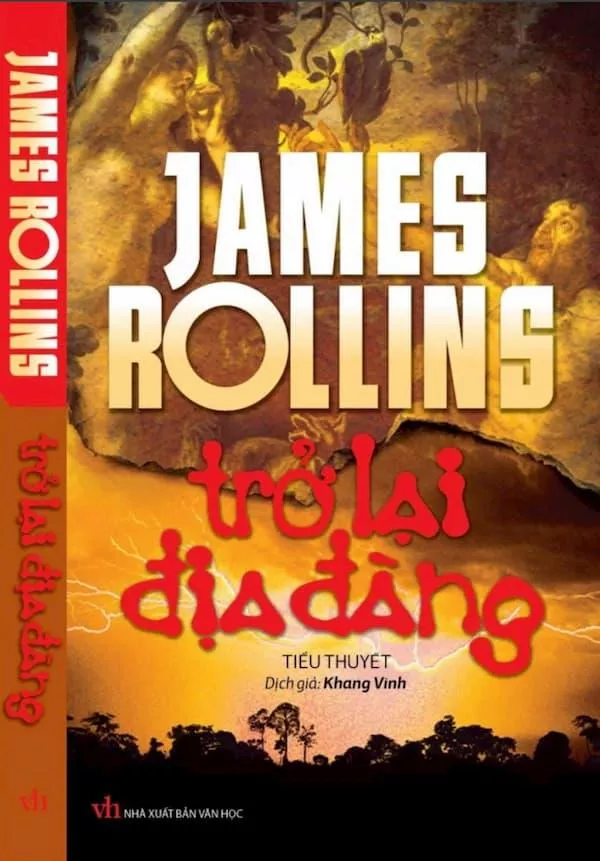 JAMES ROLLINS
trở lại địa đàng
vh
JAMES
ROLLINS
trở lại
địa đàng
TIỂU THUYẾT
Dịch giả: Khang Vinh
vh NHÀ XUẤT BẢN VĂN HỌC